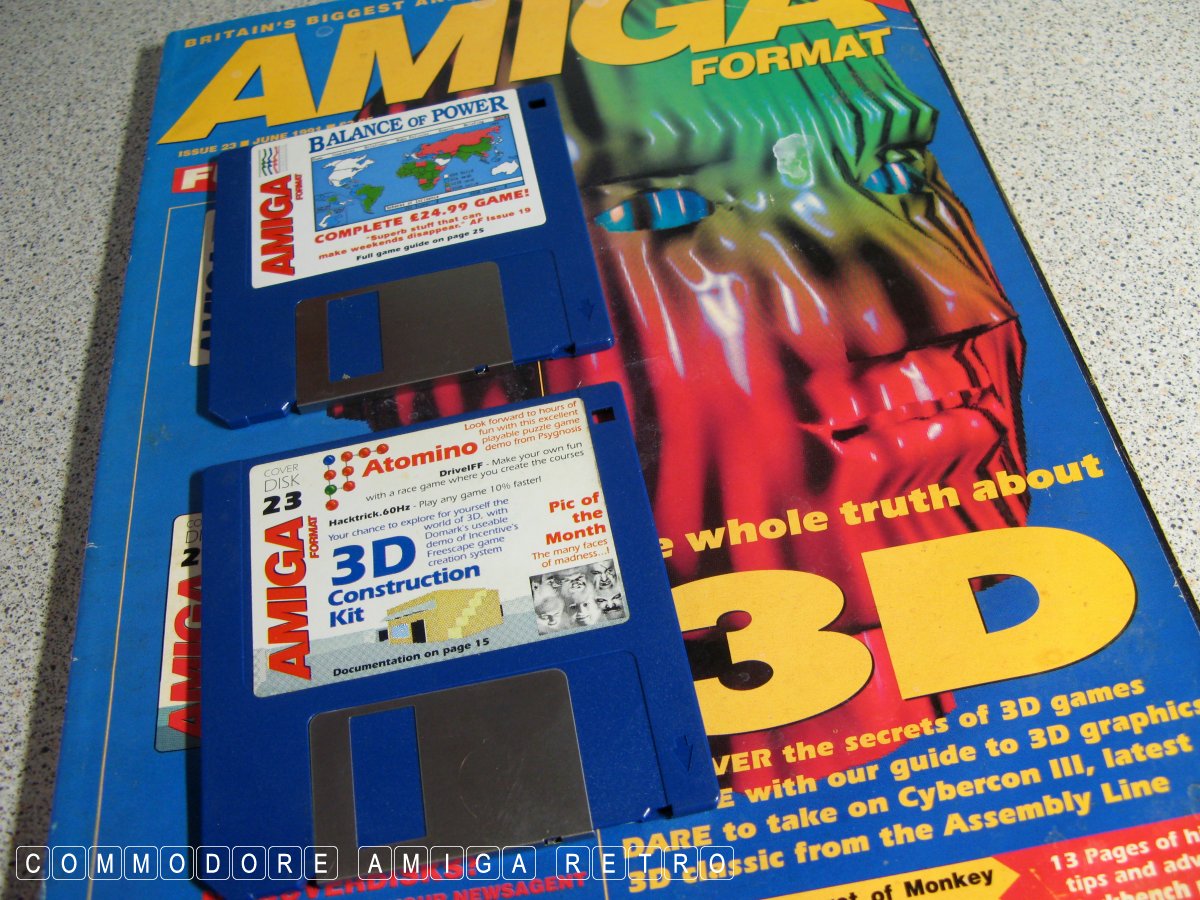 BRITAIN'S BIGGEST
AMIGA
FORMAT
ISSUE 23 ■ JUNE 1991
BALANCE OF POWER
AMIGA
FORMAT
COMPLETE £24.99 GAME!
"Superb stuff that can
make weekends disappear." AF Issue 19
Full game guide on page 25
COVER
DISK
23
AMIGA
FORMAT
Atomino
Look forward to hours of
fun with this excellent
playable puzzle game
demo from Psygnosis
DriveIFF - Make your own fun
with a race game where you create the courses
Hacktrick.60Hz - Play any game 10% faster!
Your chance to explore for yourself the
world of 3D, with
Domark's useable
demo of Incentive's
Freescape game
creation system
3D
Construction
Kit
Pic of
the
Month
The many faces
of madness...!
Documentation on page 15
AMIGA
whole truth about
3D
VER the secrets of 3D games
with our guide to 3D graphics
DARE to take on Cybercon III, latest
3D classic from the Assembly Line
of Monkey
13 Pages of
tips and
YOUR NEWSAGENT
COMMODORE AMIGA RETRO